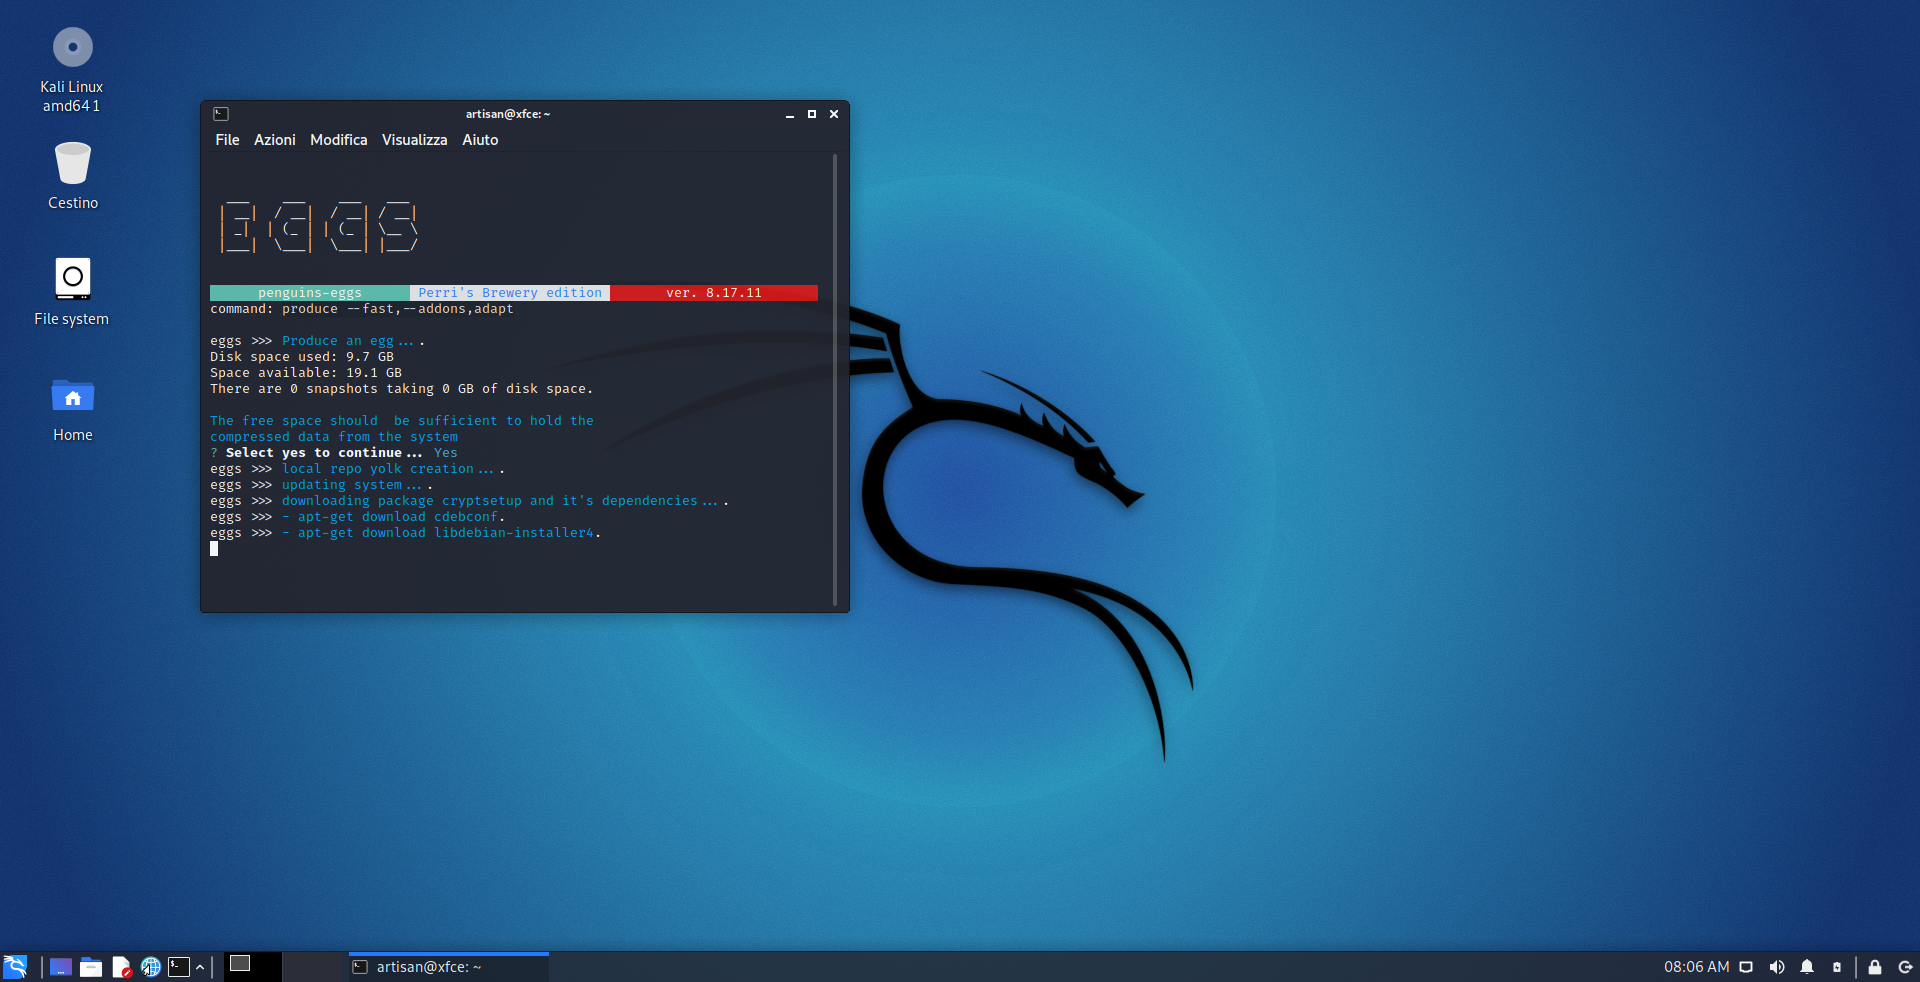 Kali Linux
amd64 1
Cestino
File system
Home
artisan@xfce: ~
File Azioni Modifica Visualizza Aiuto
EGGS
penguins-eggs Perri's Brewery edition ver. 8.17.11
command: produce --fast,--addons,adapt
eggs >>> Produce an egg... .
Disk space used: 9.7 GB
Space available: 19.1 GB
There are 0 snapshots taking 0 GB of disk space.
The free space should  be sufficient to hold the
compressed data from the system
? Select yes to continue... Yes
eggs >>> local repo yolk creation... .
eggs >>> updating system... .
eggs >>> downloading package cryptsetup and it's dependencies... .
eggs >>> - apt-get download cdebconf.
eggs >>> - apt-get download libdebian-installer4.
artisan@xfce: ~
08:06 AM